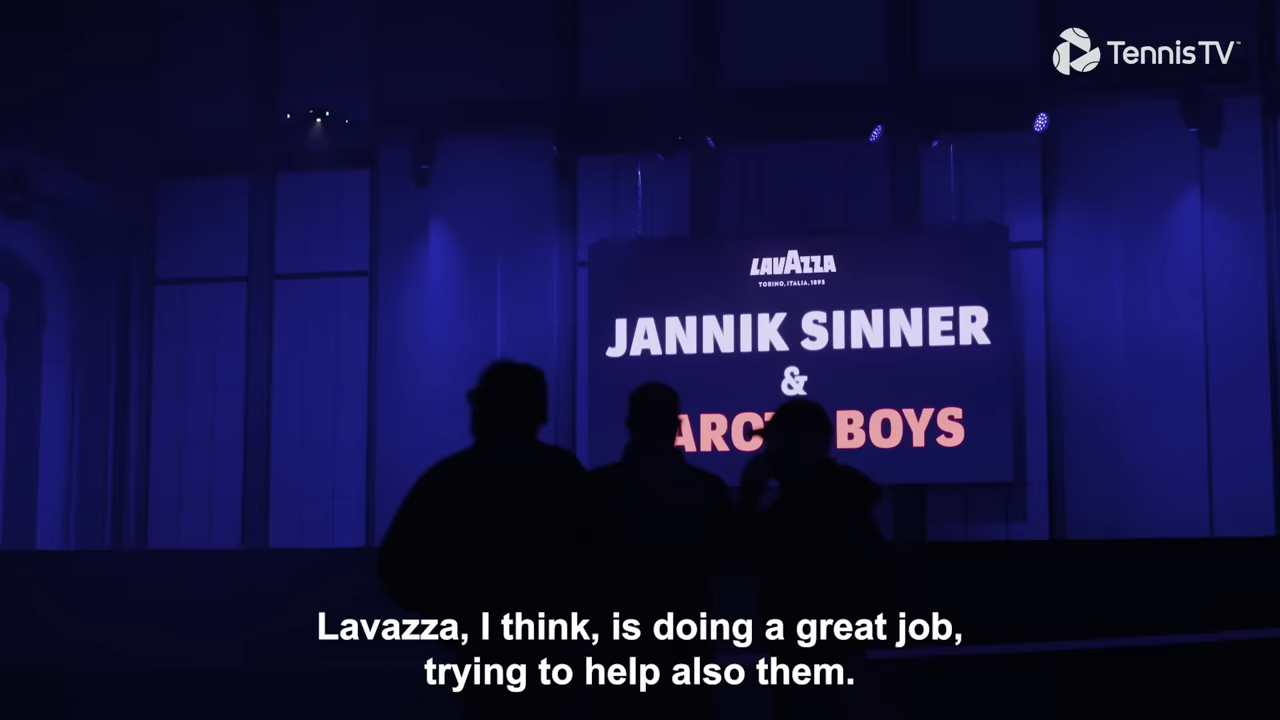 TennisTV
LAVAZZA
TORINO, ITALIA, 1895
JANNIK SINNER
&
BOYS
Lavazza, I think, is doing a great job,
trying to help also them.